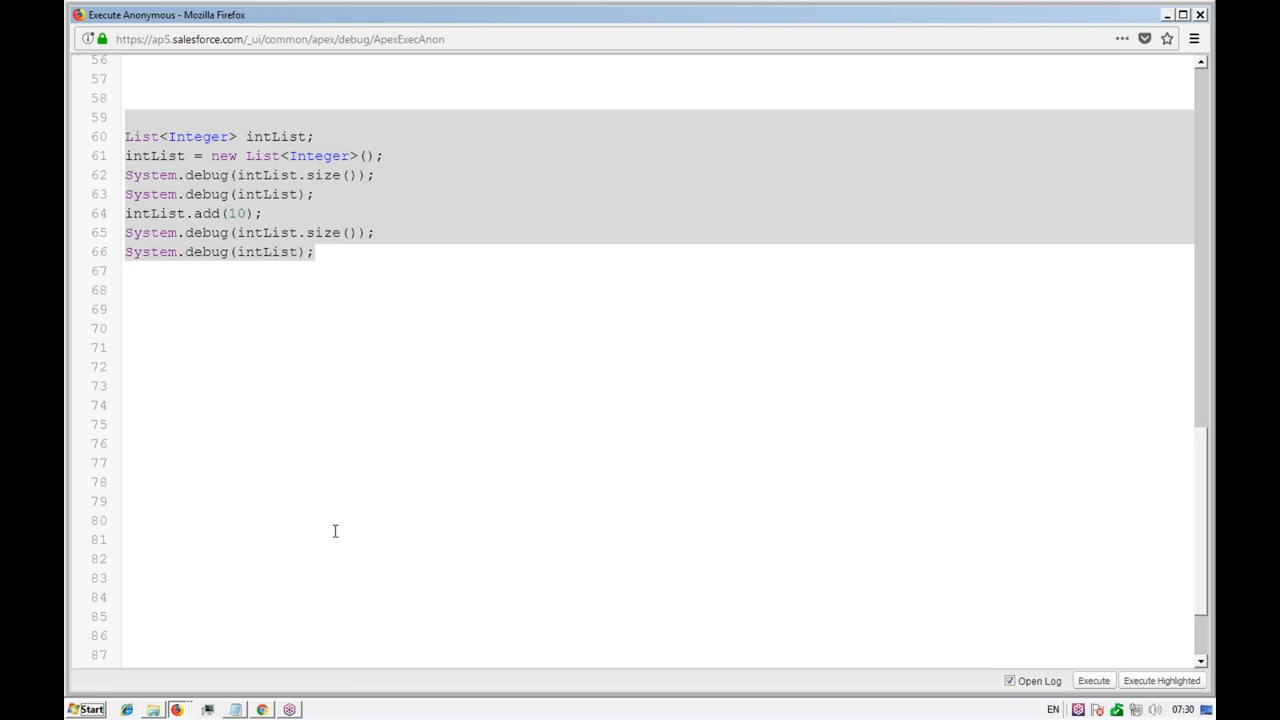 Execute Anonymous - Mozilla Firefox
https://ap5.salesforce.com/_ui/common/apex/debug/ApexExecAnon
56
57
58
59
60 List<Integer> intList;
61 intList = new List<Integer>();
62 System.debug(intList.size());
63 System.debug(intList);
64 intList.add(10);
65 System.debug(intList.size());
66 System.debug(intList);
67
68
69
70
71
72
73
74
75
76
77
78
79
80
81
82
83
84
85
86
87
Open Log Execute Execute Highlighted
Start EN 07:30